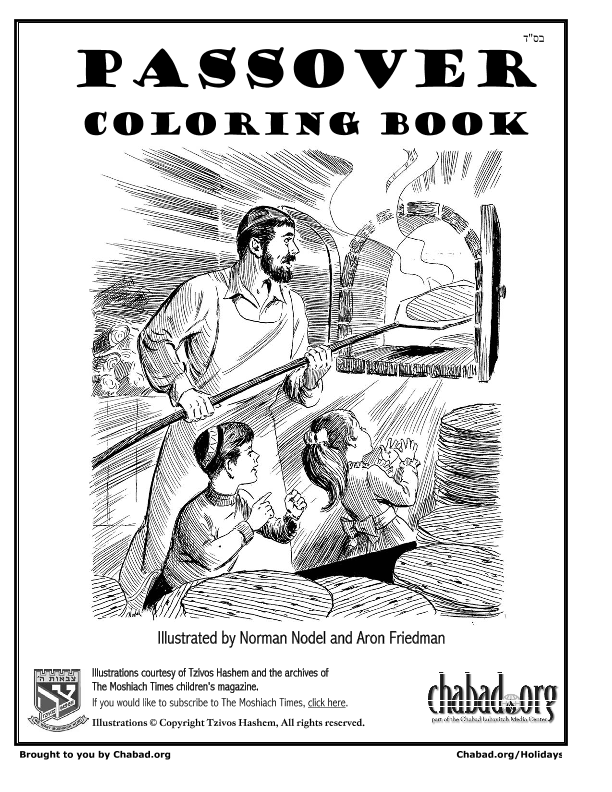 בס"ד
PASSOVER
COLORING BOOK
Illustrated by Norman Nodel and Aron Friedman
Illustrations courtesy of Tzivos Hashem and the archives of
The Moshiach Times children's magazine.
If you would like to subscribe to The Moshiach Times, click here.
Illustrations © Copyright Tzivos Hashem, All rights reserved.
צבאות ה'
chabad.org
part of the Chabad Lubavitch Media Center
Brought to you by Chabad.org
Chabad.org/Holidays